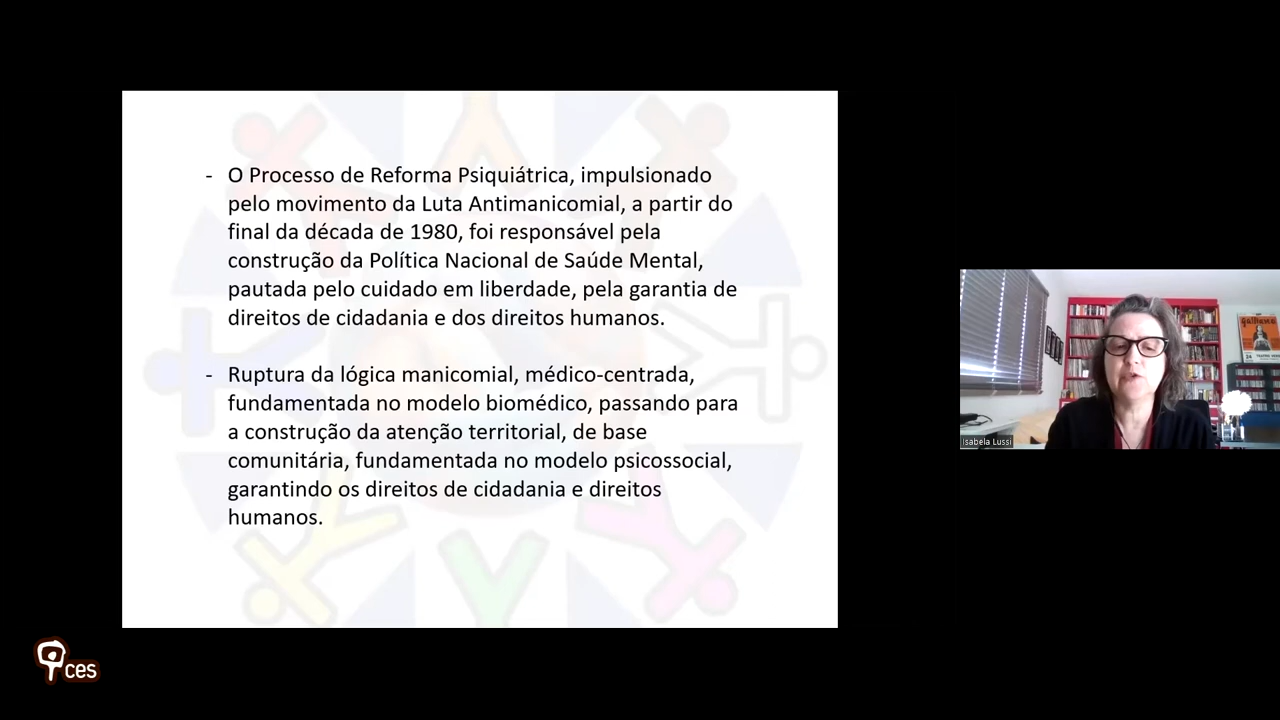 - O Processo de Reforma Psiquiátrica, impulsionado
pelo movimento da Luta Antimanicomial, a partir do
final da década de 1980, foi responsável pela
construção da Política Nacional de Saúde Mental,
pautada pelo cuidado em liberdade, pela garantia de
direitos de cidadania e dos direitos humanos.
- Ruptura da lógica manicomial, médico-centrada,
fundamentada no modelo biomédico, passando para
a construção da atenção territorial, de base
comunitária, fundamentada no modelo psicossocial,
garantindo os direitos de cidadania e direitos
humanos.
Isabela Lussi
ces